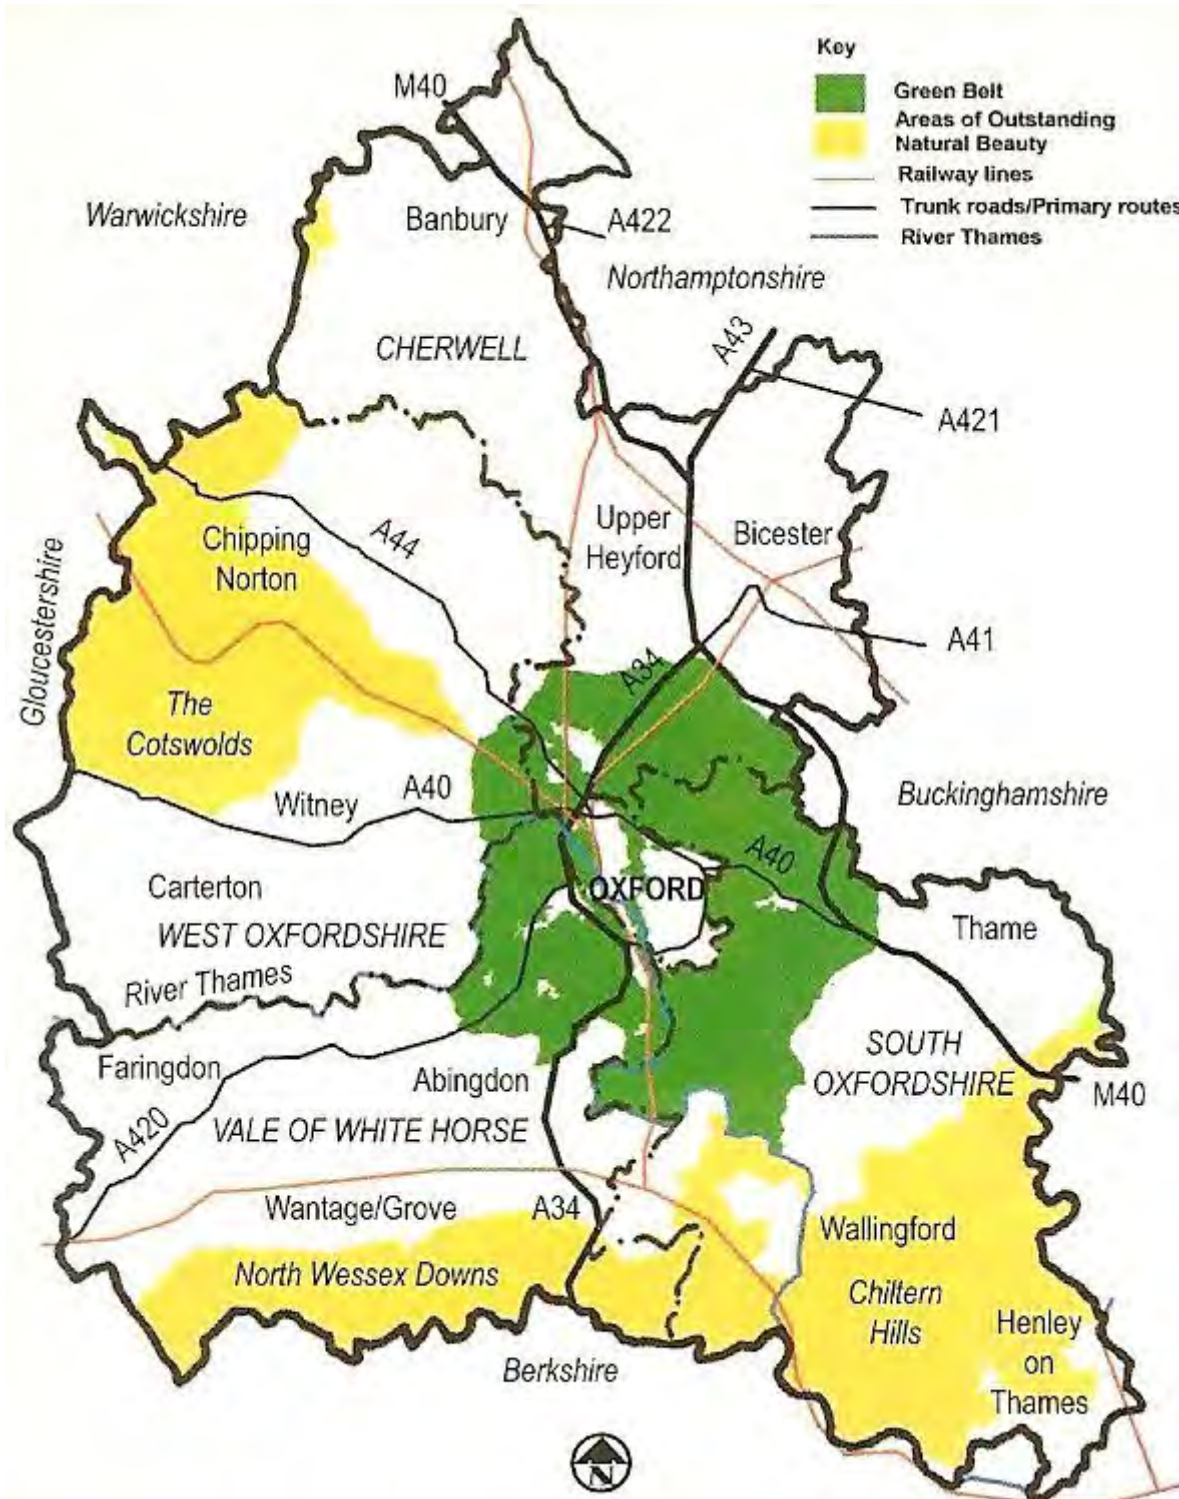 Key
Green Belt
Areas of Outstanding
Natural Beauty
Railway lines
Trunk roads/Primary routes
River Thames
M40
Warwickshire
Banbury
A422
Northamptonshire
CHERWELL
A43
A421
Gloucestershire
Chipping
Norton
A44
Upper
Heyford
Bicester
A34
A41
The
Cotswolds
Witney
A40
Buckinghamshire
A40
Carterton
OXFORD
WEST OXFORDSHIRE
Thame
River Thames
Faringdon
Abingdon
SOUTH
OXFORDSHIRE
M40
A420
VALE OF WHITE HORSE
Wantage/Grove
A34
Wallingford
North Wessex Downs
Chiltern
Hills
Henley
on
Thames
Berkshire
N